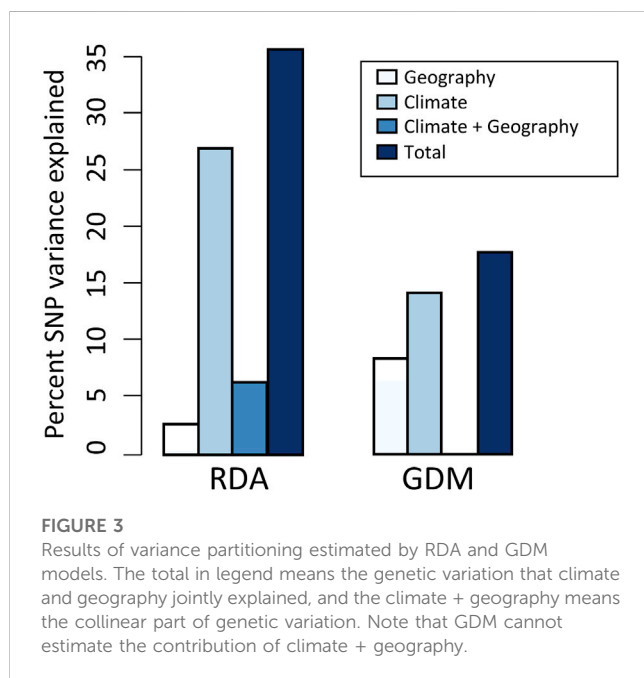 Percent SNP variance explained
35
30
25
20
15
10
5
0
Geography
Climate
Climate + Geography
Total
RDA
GDM
FIGURE 3
Results of variance partitioning estimated by RDA and GDM
models. The total in legend means the genetic variation that climate
and geography jointly explained, and the climate + geography means
the collinear part of genetic variation. Note that GDM cannot
estimate the contribution of climate + geography.